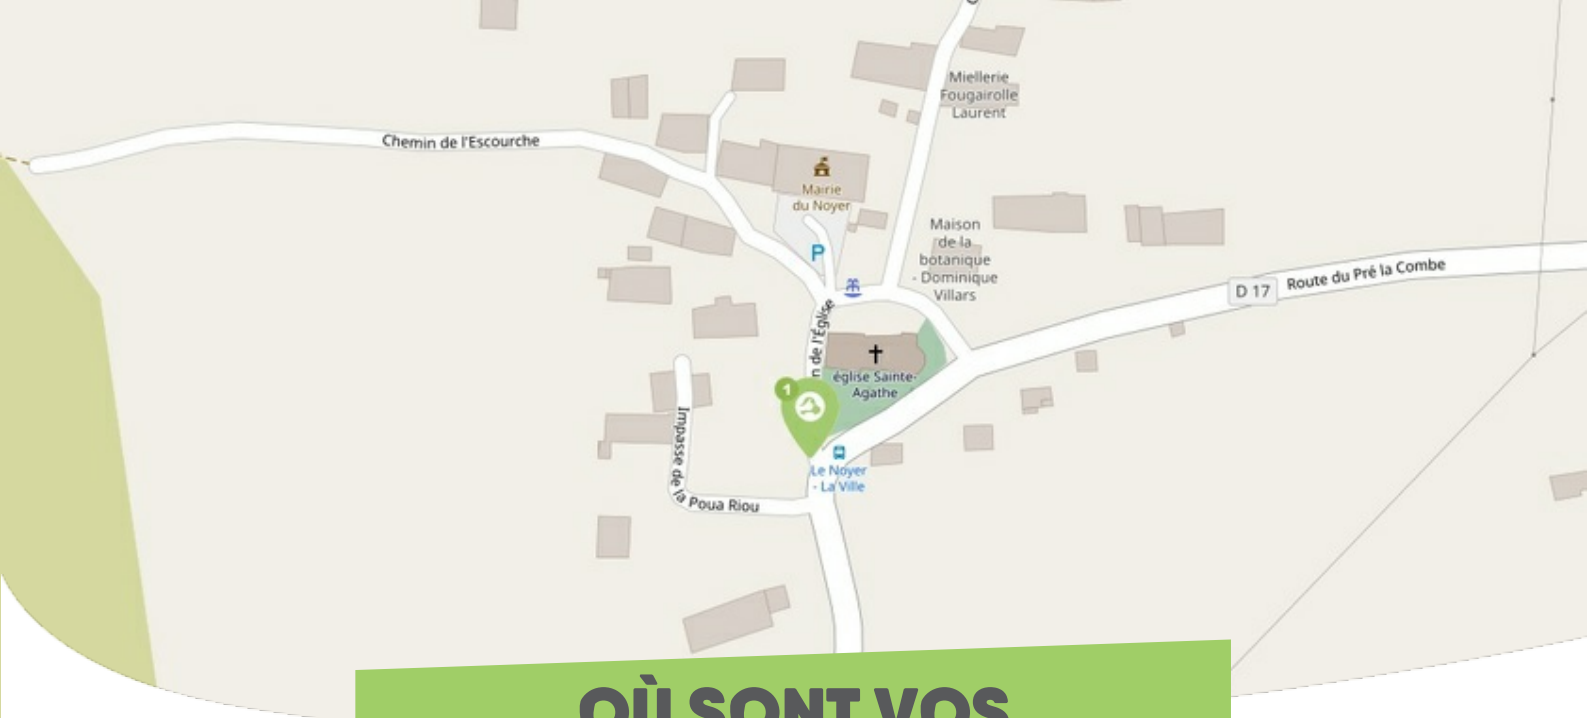 Miellerie
Fougairolle
Laurent
Chemin de l'Escourche
Mairie
du Noyer
P
Maison
de la
botanique
- Dominique
Villars
D 17
Route du Pré la Combe
n de l'Église
église Sainte-
Agathe
1
Le Noyer
- La Ville
Impasse de la Poua Riou
OÙ SONT VOS